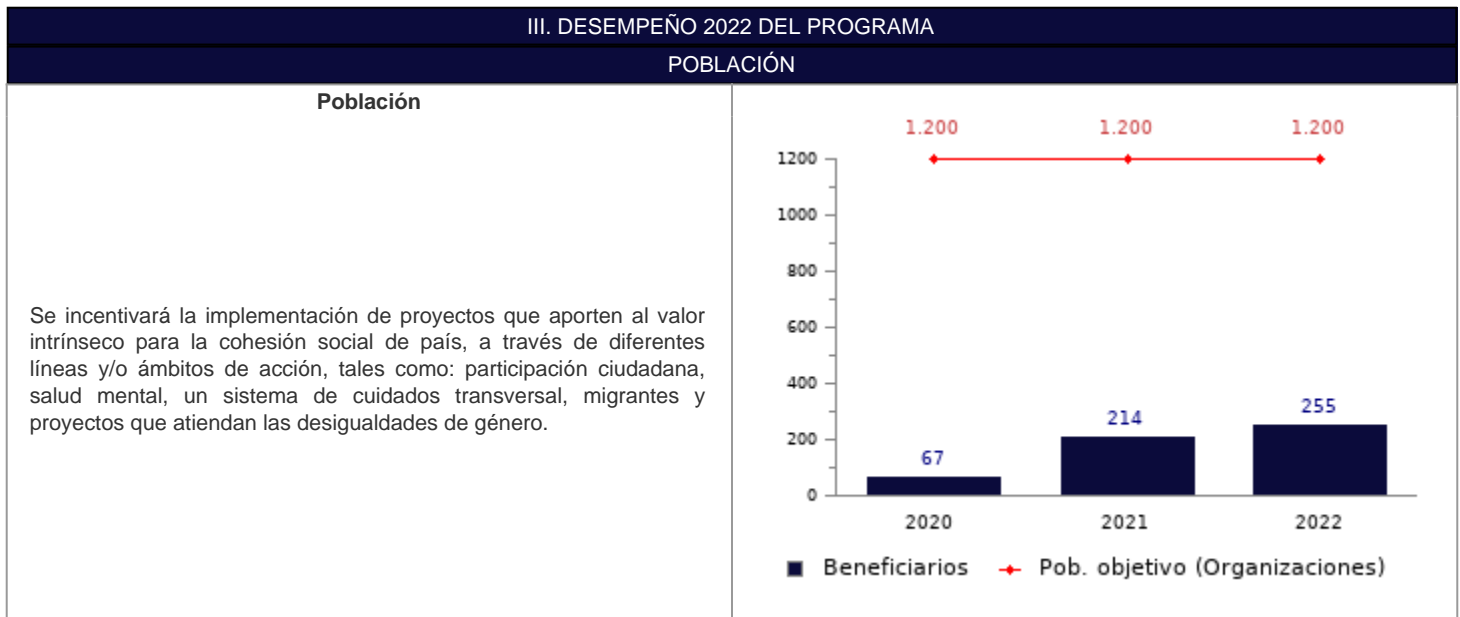 III. DESEMPEÑO 2022 DEL PROGRAMA
POBLACIÓN
Población
Se incentivará la implementación de proyectos que aporten al valor
intrínseco para la cohesión social de país, a través de diferentes
líneas y/o ámbitos de acción, tales como: participación ciudadana,
salud mental, un sistema de cuidados transversal, migrantes y
proyectos que atiendan las desigualdades de género.
1.200 1.200 1.200
1200
1000
800
600
400
200
0
67 214 255
2020 2021 2022
Beneficiarios Pob. objetivo (Organizaciones)